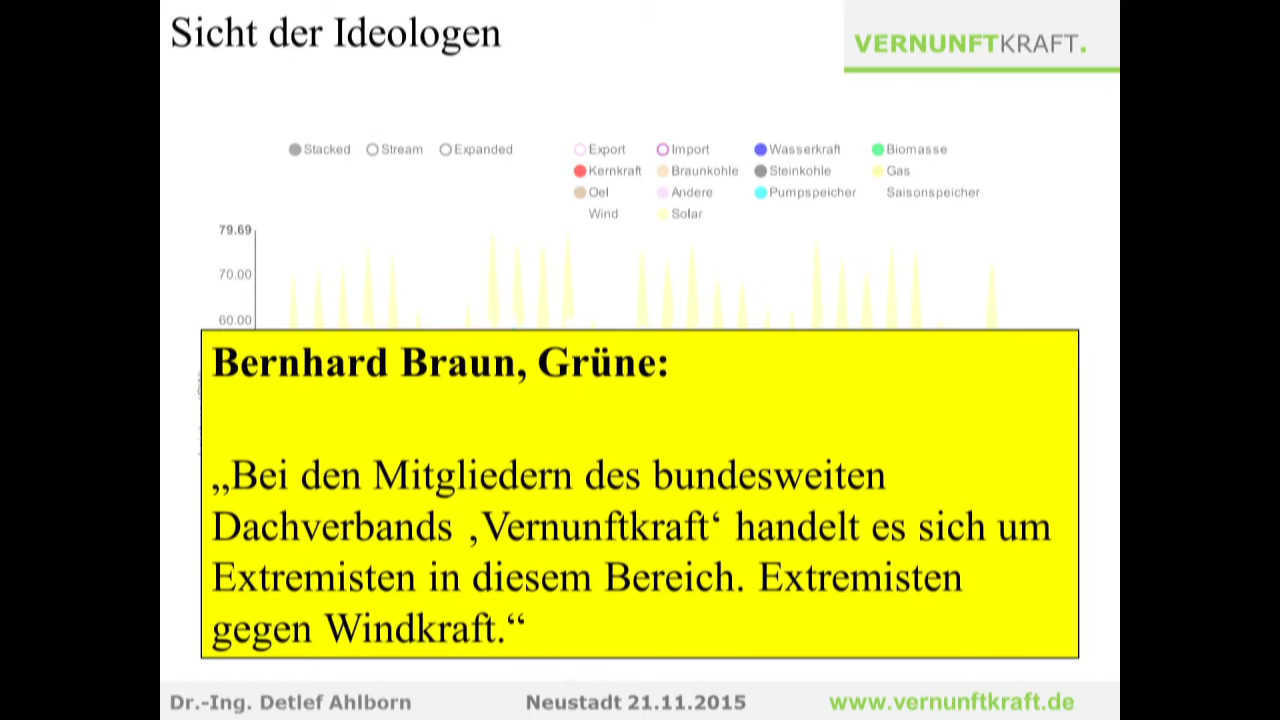 Sicht der Ideologen
VERNUNFTKRAFT.
Stacked Stream Expanded
Export Import Wasserkraft Biomasse
Kernkraft Braunkohle Steinkohle Gas
Oel Andere Pumpspeicher Saisonspeicher
Wind Solar
79.69
70.00
60.00
Bernhard Braun, Grüne:
„Bei den Mitgliedern des bundesweiten
Dachverbands ‚Vernunftkraft‘ handelt es sich um
Extremisten in diesem Bereich. Extremisten
gegen Windkraft.“
Dr.-Ing. Detlef Ahlborn Neustadt 21.11.2015 www.vernunftkraft.de